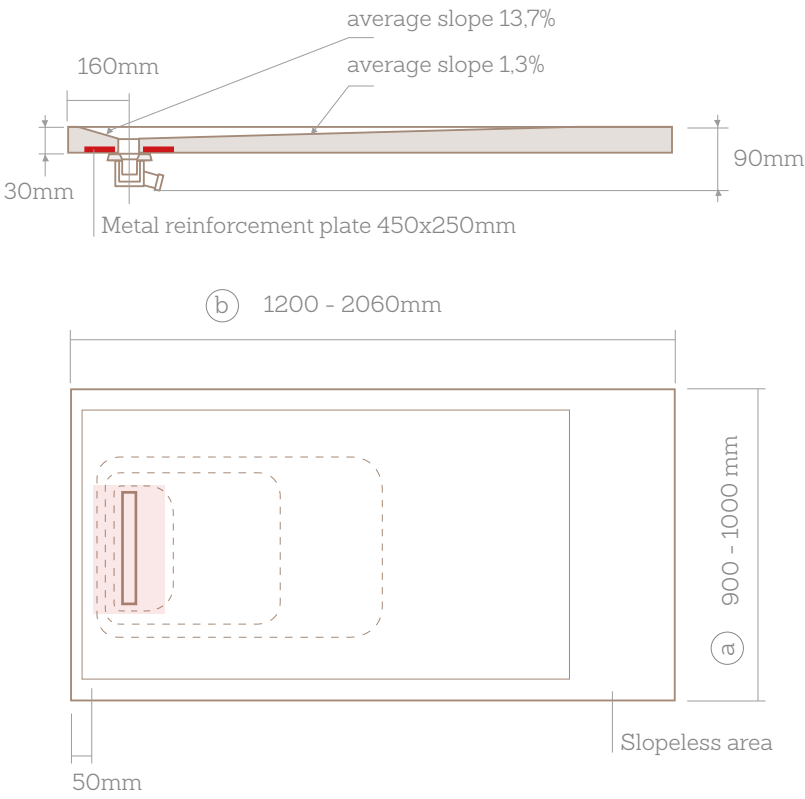 average slope 13,7%
average slope 1,3%
160mm
30mm
90mm
Metal reinforcement plate 450x250mm
b 1200 - 2060mm
900 - 1000 mm
a
Slopeless area
50mm